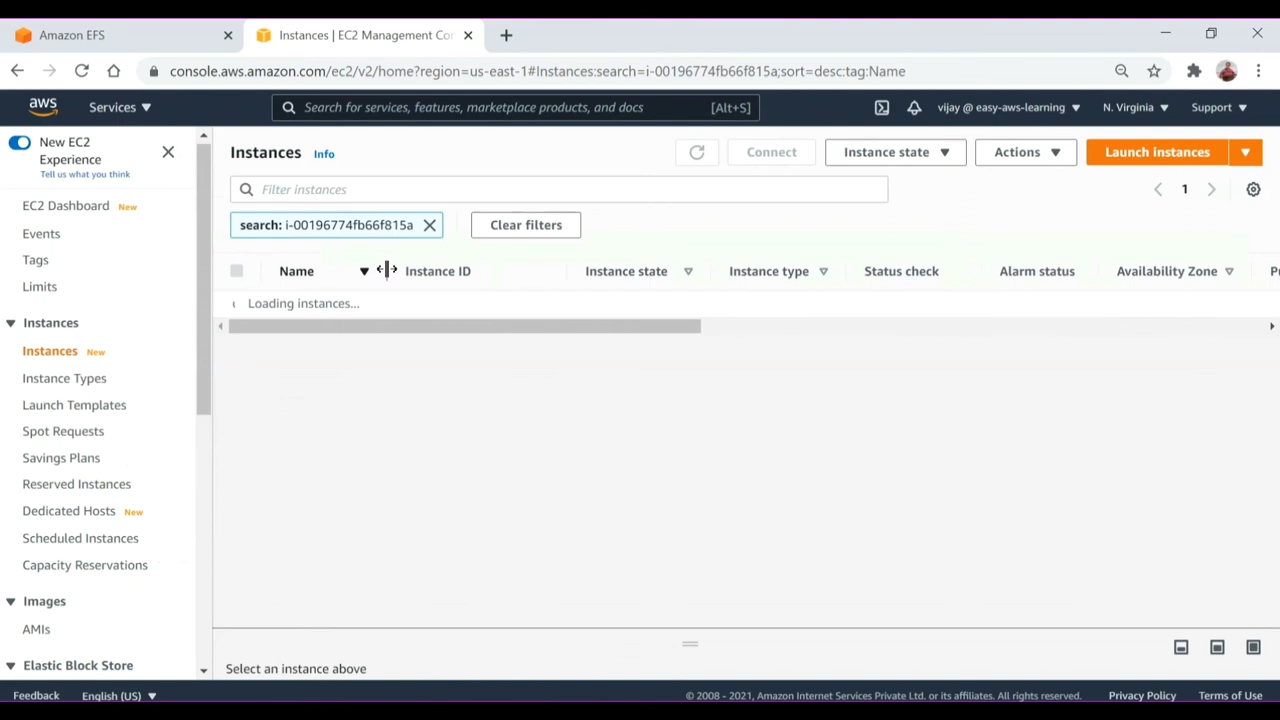 Amazon EFS
Instances | EC2 Management Co
console.aws.amazon.com/ec2/v2/home?region=us-east-1#Instances:search=i-00196774fb66f815a;sort=desc:tag:Name
aws
Services
Search for services, features, marketplace products, and docs
[Alt+S]
vijay @ easy-aws-learning
N. Virginia
Support
New EC2
Experience
Tell us what you think
EC2 Dashboard New
Events
Tags
Limits
Instances
Instances New
Instance Types
Launch Templates
Spot Requests
Savings Plans
Reserved Instances
Dedicated Hosts New
Scheduled Instances
Capacity Reservations
Images
AMIs
Elastic Block Store
Instances Info
Connect
Instance state
Actions
Launch instances
Filter instances
1
search: i-00196774fb66f815a
Clear filters
Name
Instance ID
Instance state
Instance type
Status check
Alarm status
Availability Zone
Loading instances...
Select an instance above
Feedback
English (US)
© 2008 - 2021, Amazon Internet Services Private Ltd. or its affiliates. All rights reserved.
Privacy Policy
Terms of Use